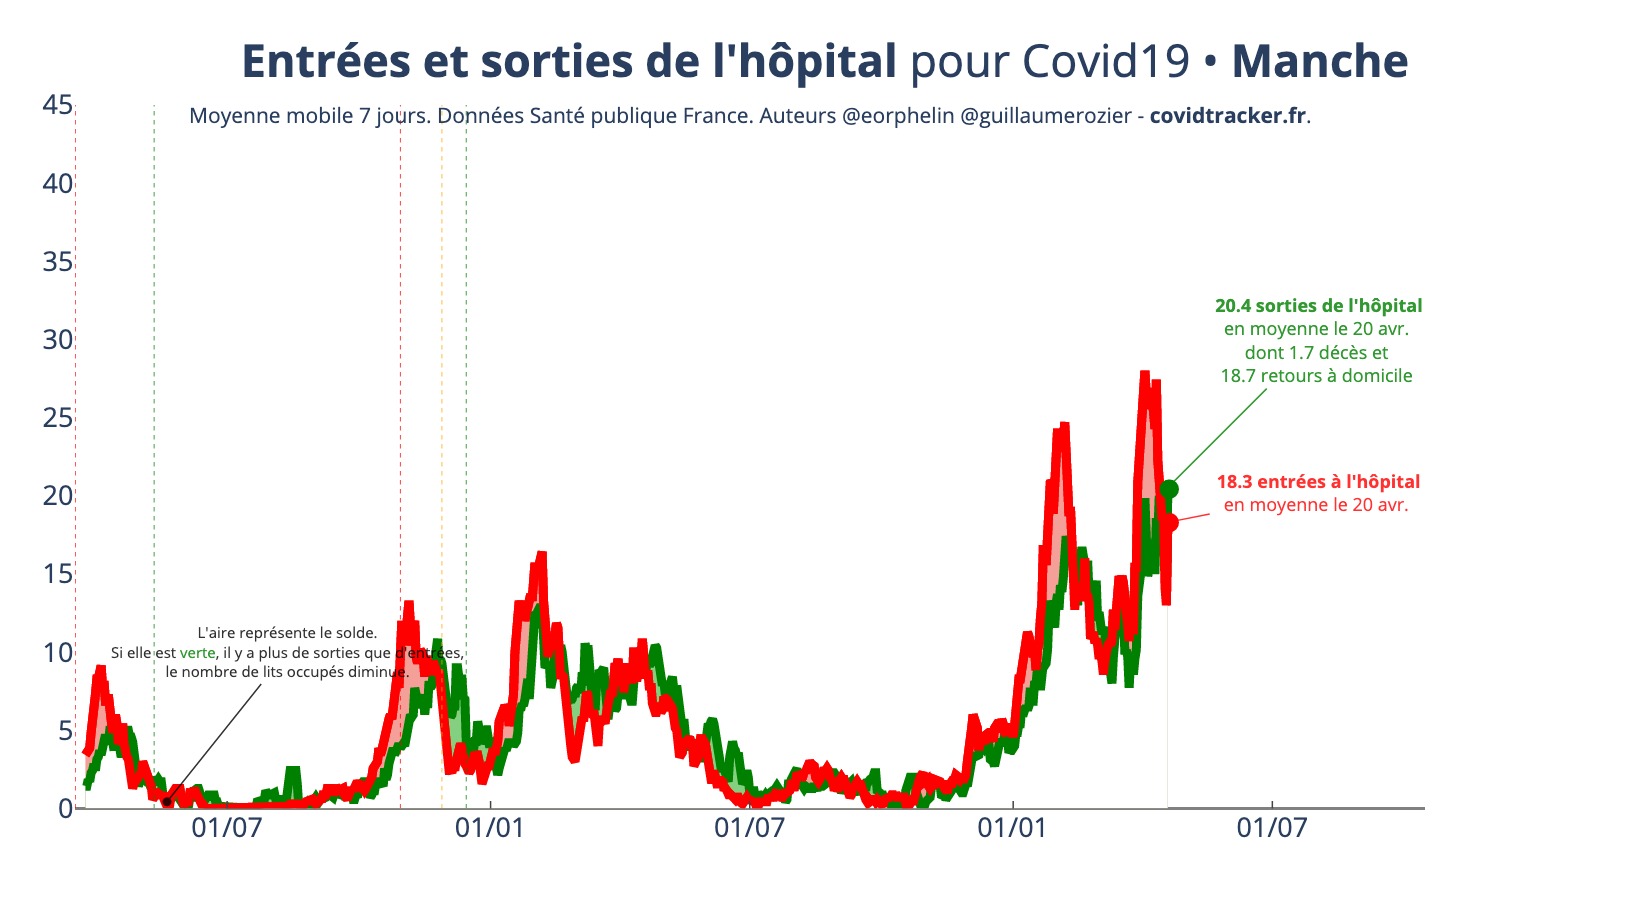 Entrées et sorties de l'hôpital pour Covid19 • Manche
Moyenne mobile 7 jours. Données Santé publique France. Auteurs @eorphelin @guillaumerozier - covidtracker.fr.
45
40
35
30
25
20
15
10
5
0
20.4 sorties de l'hôpital
en moyenne le 20 avr.
dont 1.7 décès et
18.7 retours à domicile
18.3 entrées à l'hôpital
en moyenne le 20 avr.
L'aire représente le solde.
Si elle est verte, il y a plus de sorties que d'entrées,
le nombre de lits occupés diminue.
01/07
01/01
01/07
01/01
01/07